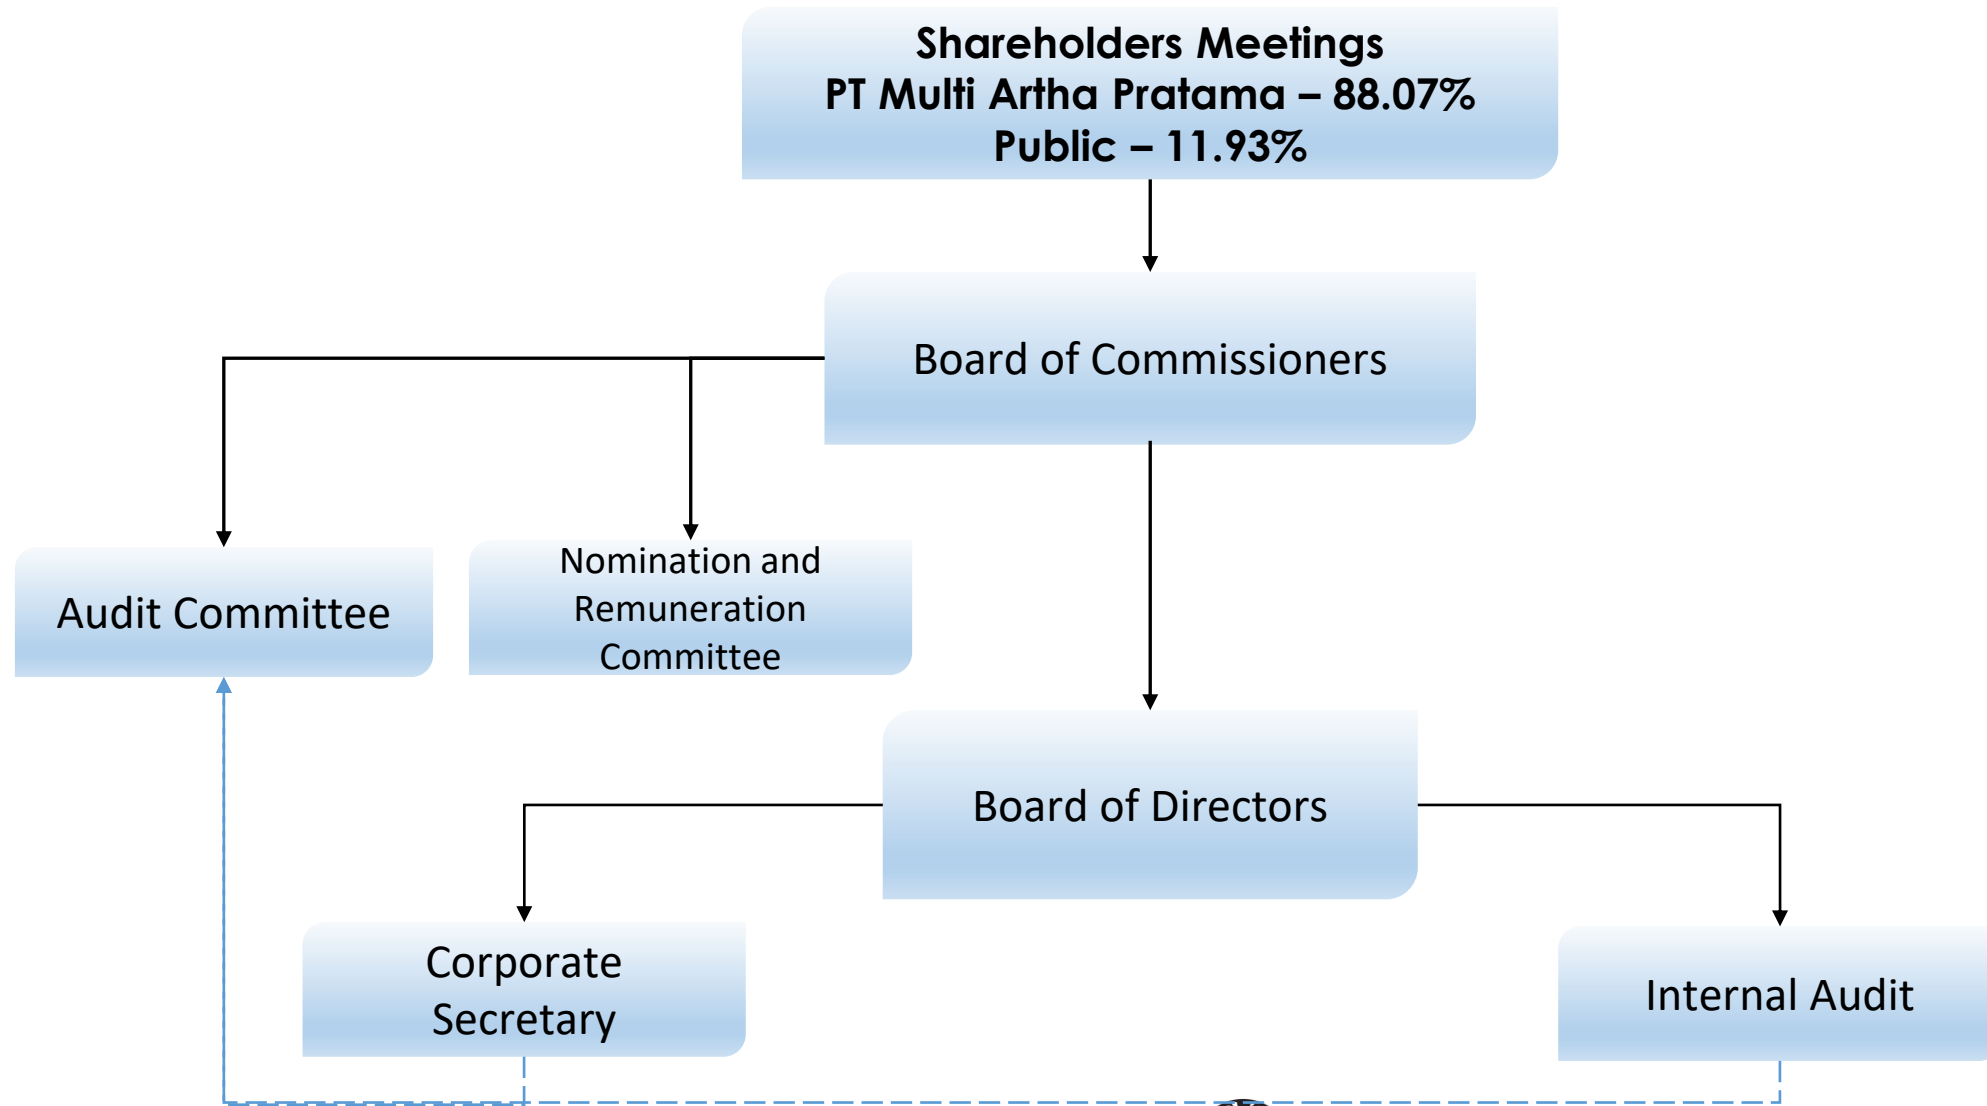 Shareholders Meetings
PT Multi Artha Pratama – 88.07%
Public – 11.93%
Board of Commissioners
Audit Committee
Nomination and
Remuneration
Committee
Board of Directors
Corporate
Secretary
Internal Audit